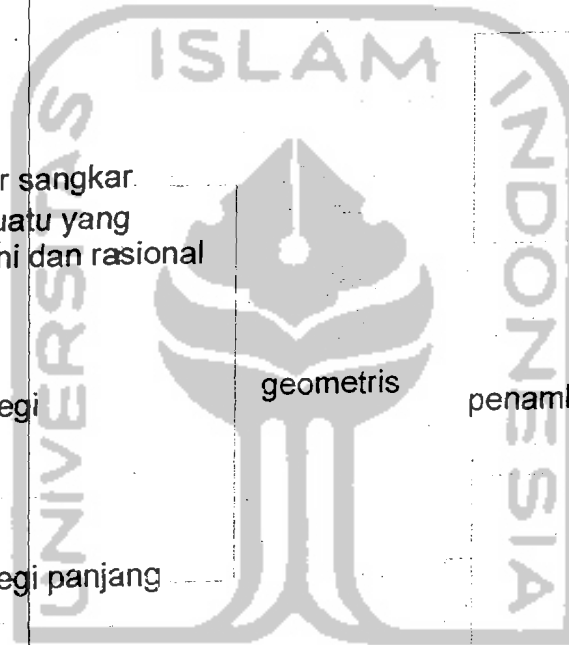 ISLAM
UNIVERSITAS
INDONESIA
r sangkar
uatu yang
ni dan rasional
egi
geometris
penamb
egi panjang